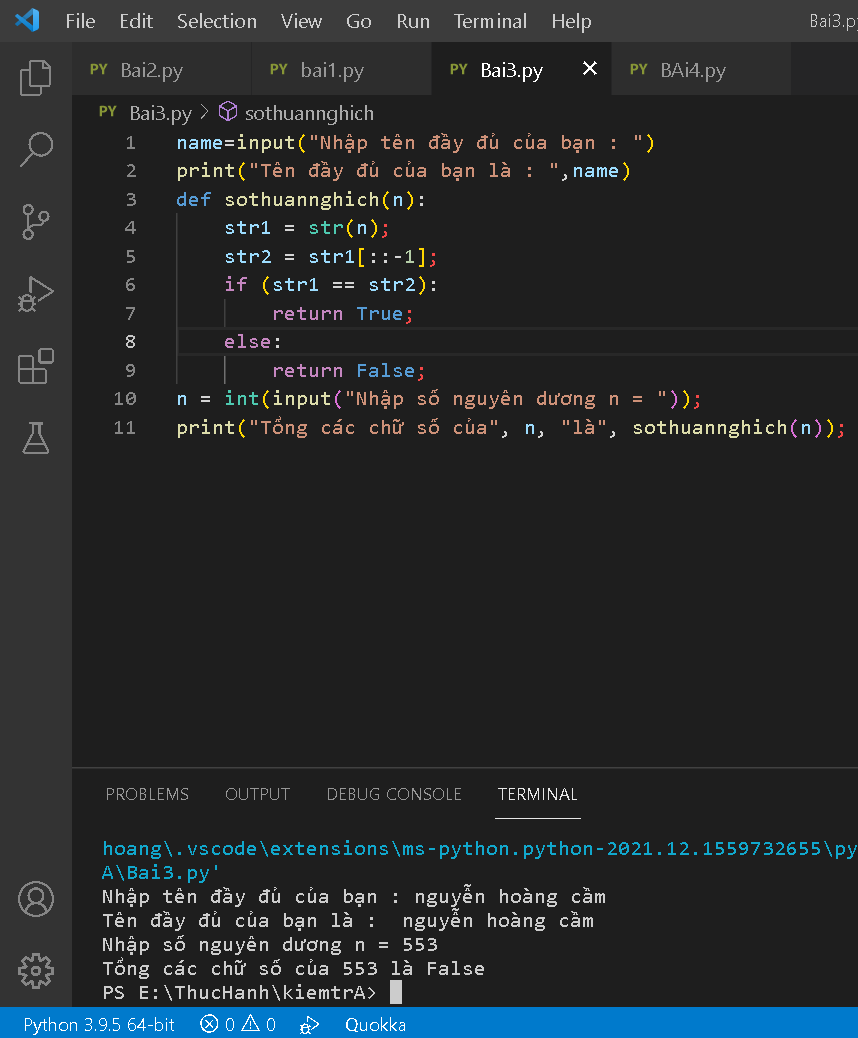 File Edit Selection View Go Run Terminal Help Bai3.py
PY Bai2.py PY bai1.py PY Bai3.py × PY BAi4.py
PY Bai3.py > sothuannghich
1 name=input("Nhập tên đầy đủ của bạn : ")
2 print("Tên đầy đủ của bạn là : ",name)
3 def sothuannghich(n):
4 str1 = str(n);
5 str2 = str1[::-1];
6 if (str1 == str2):
7 return True;
8 else:
9 return False;
10 n = int(input("Nhập số nguyên dương n = "));
11 print("Tổng các chữ số của", n, "là", sothuannghich(n));
PROBLEMS OUTPUT DEBUG CONSOLE TERMINAL
hoang\.vscode\extensions\ms-python.python-2021.12.1559732655\py
A\Bai3.py'
Nhập tên đầy đủ của bạn : nguyễn hoàng cầm
Tên đầy đủ của bạn là :  nguyễn hoàng cầm
Nhập số nguyên dương n = 553
Tổng các chữ số của 553 là False
PS E:\ThucHanh\kiemtrA>
Python 3.9.5 64-bit 0 0 Quokka